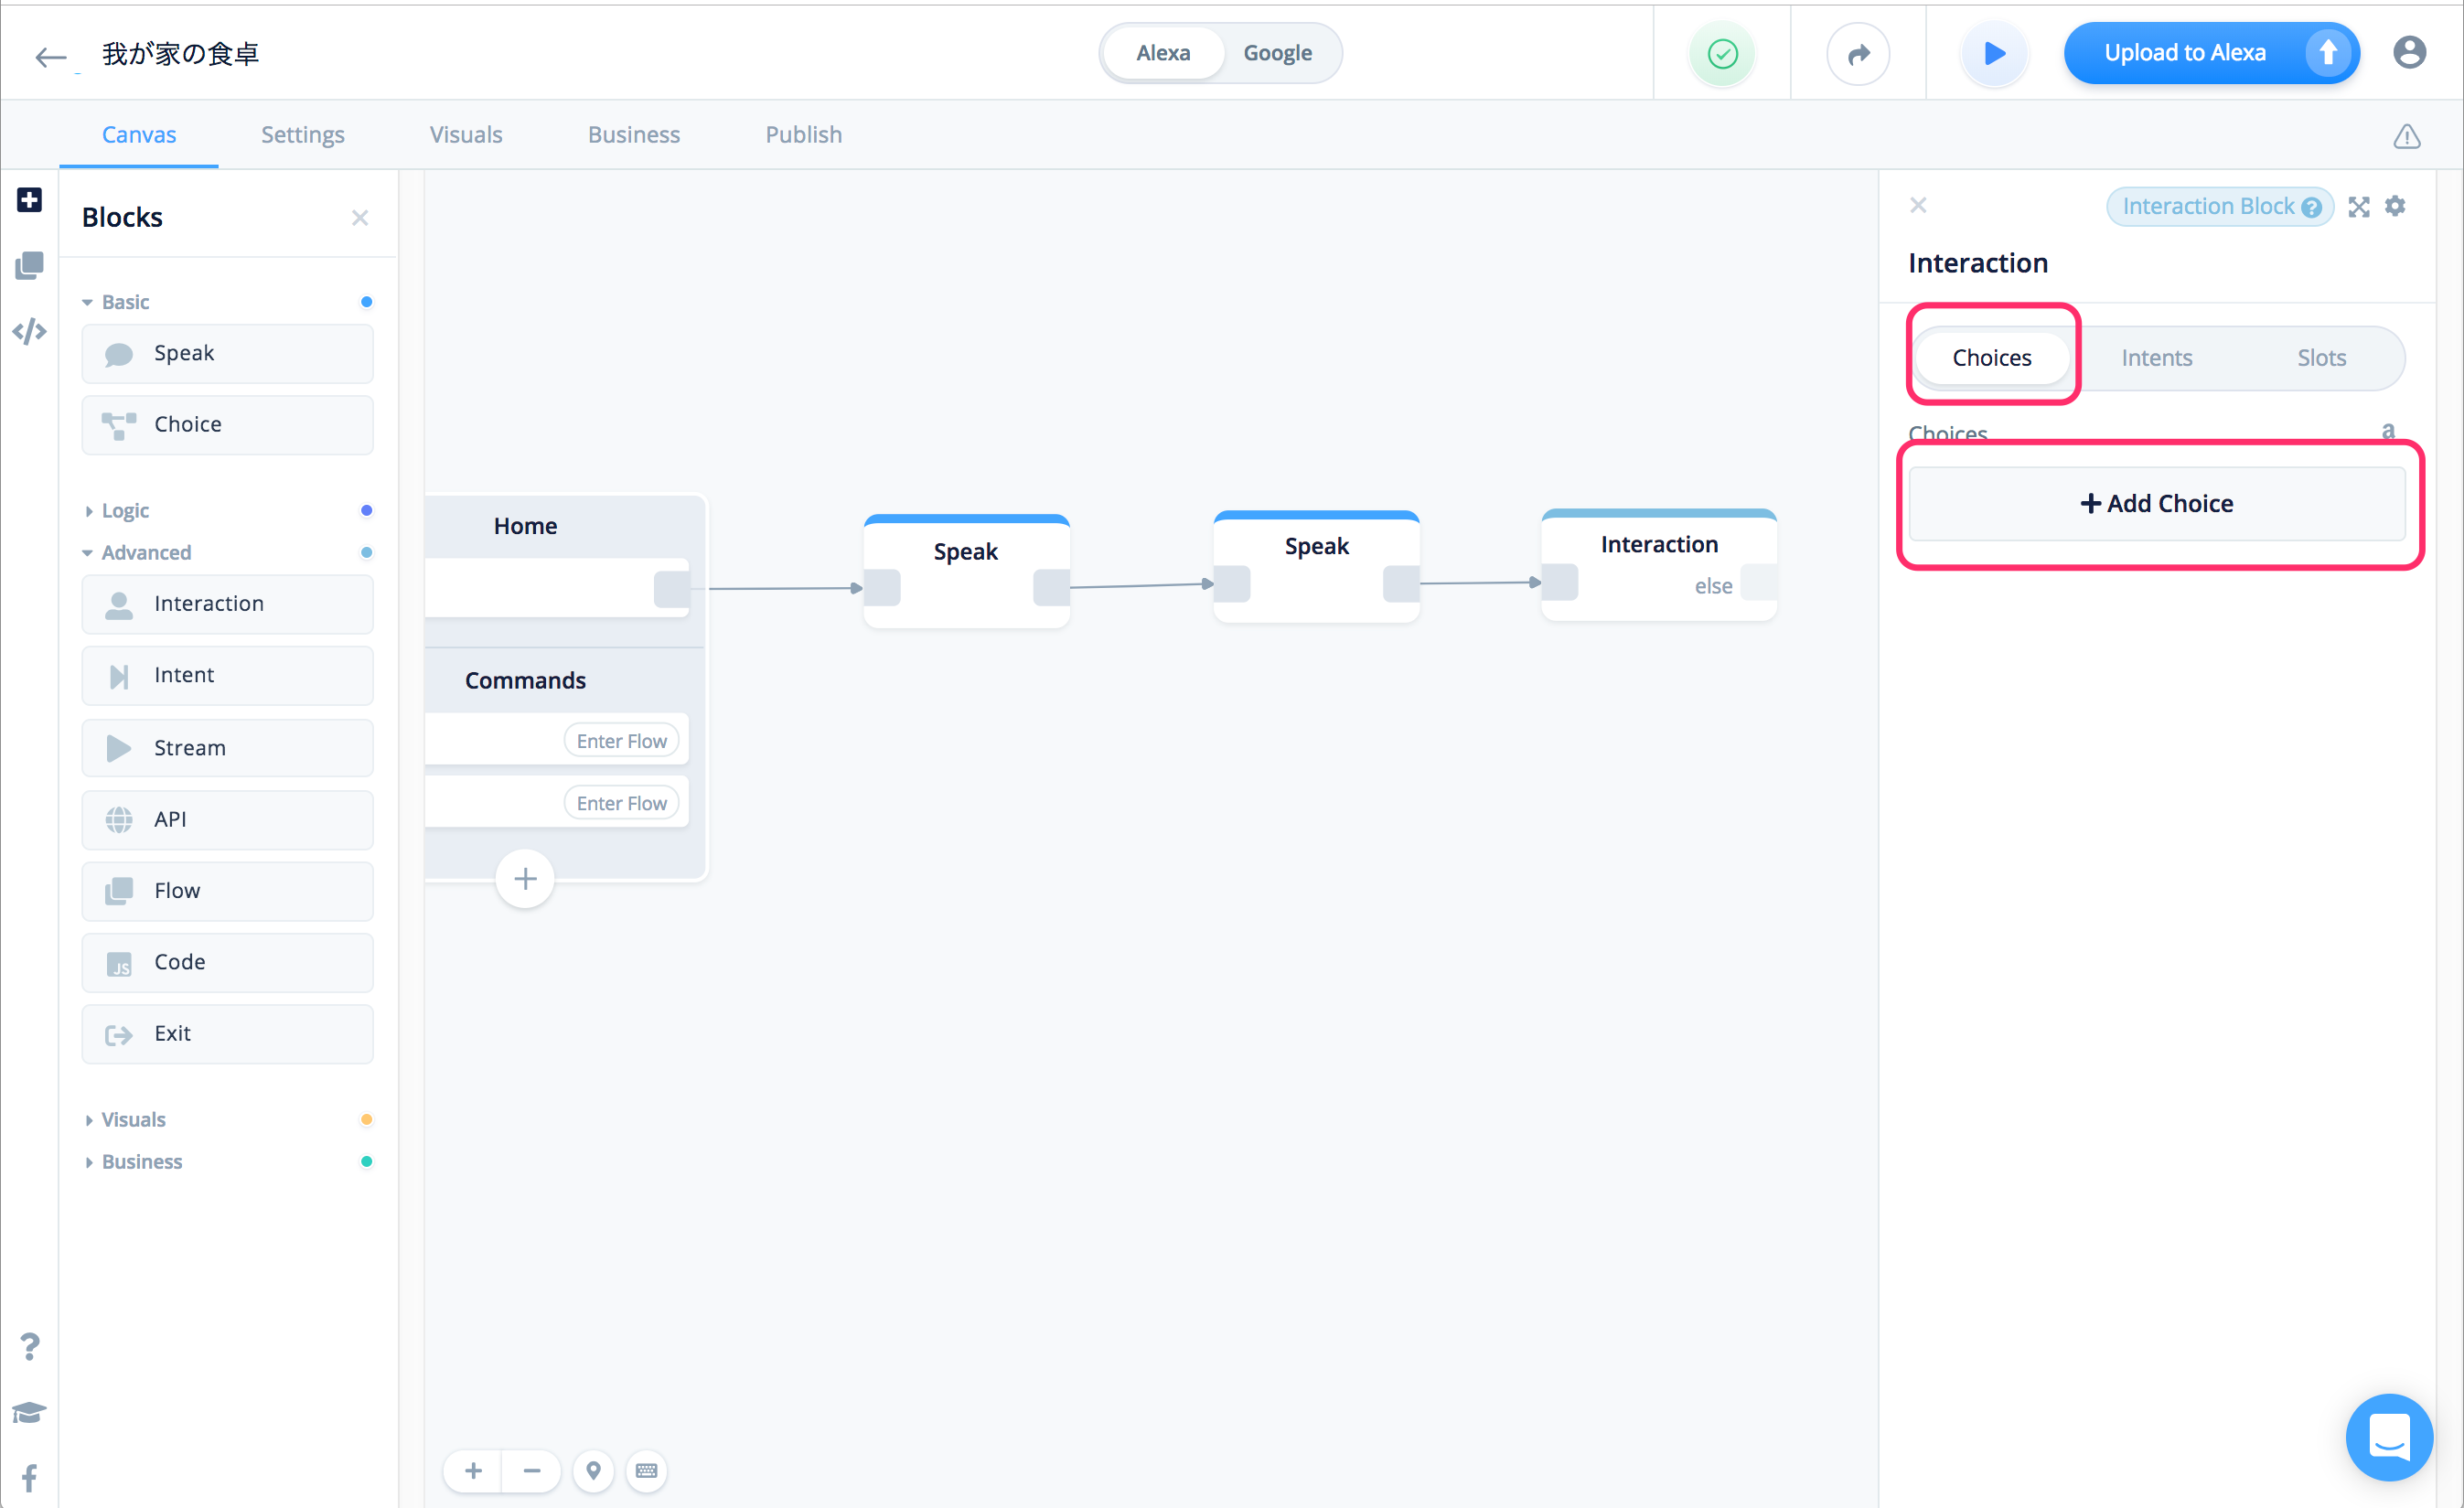 我が家の食卓
Alexa
Google
Upload to Alexa
Canvas
Settings
Visuals
Business
Publish
Blocks
Basic
Speak
Choice
Logic
Advanced
Interaction
Intent
Stream
API
Flow
JS
Code
Exit
Visuals
Business
Home
Commands
Enter Flow
Enter Flow
Speak
Speak
Interaction
else
Interaction Block ?
Interaction
Choices
Intents
Slots
Choices
a
+ Add Choice